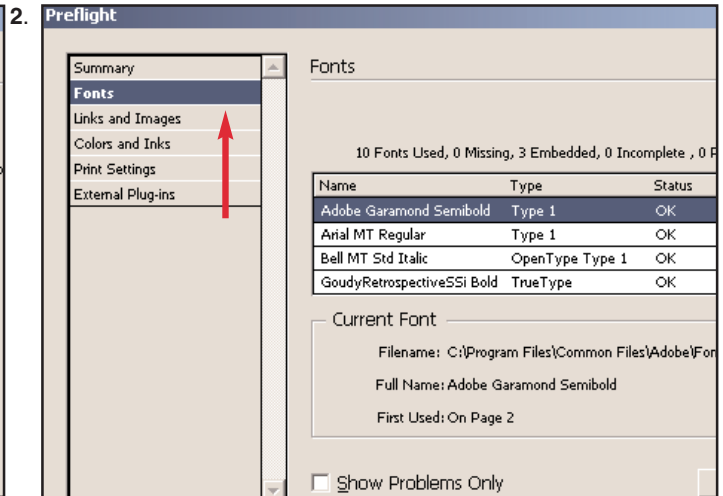 2.
Preflight
Summary
Fonts
Links and Images
Colors and Inks
Print Settings
External Plug-ins
Fonts
10 Fonts Used, 0 Missing, 3 Embedded, 0 Incomplete , 0
Name Type Status
Adobe Garamond Semibold Type 1 OK
Arial MT Regular Type 1 OK
Bell MT Std Italic OpenType Type 1 OK
GoudyRetrospectiveSSi Bold TrueType OK
Current Font
Filename: C:\Program Files\Common Files\Adobe\
Full Name: Adobe Garamond Semibold
First Used: On Page 2
Show Problems Only